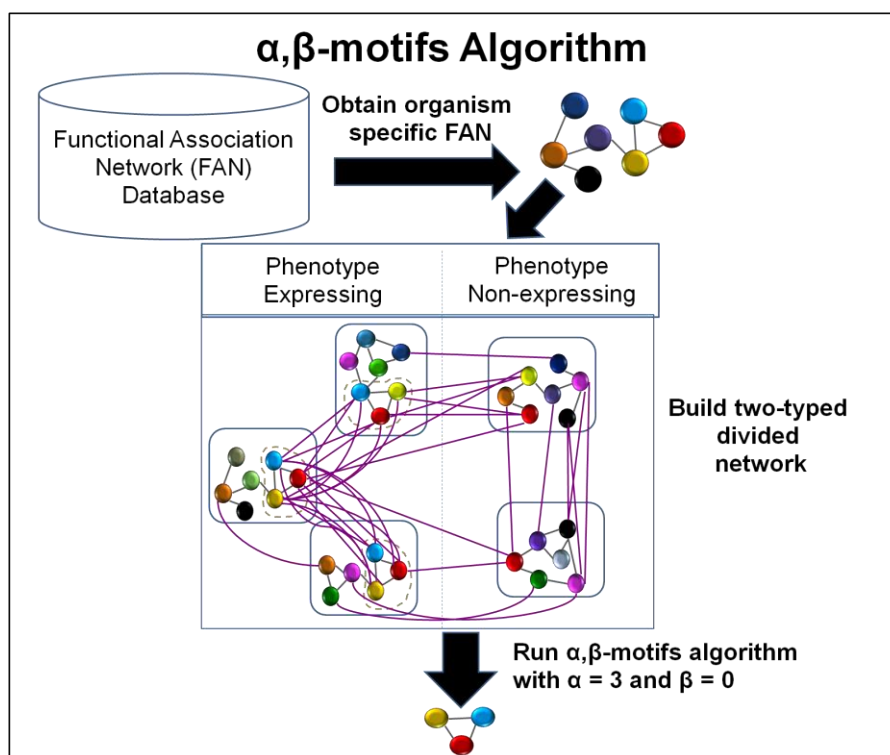 α,β-motifs Algorithm
Functional Association
Network (FAN)
Database
Obtain organism
specific FAN
Phenotype
Expressing
Phenotype
Non-expressing
Build two-typed
divided
network
Run α,β-motifs algorithm
with α = 3 and β = 0